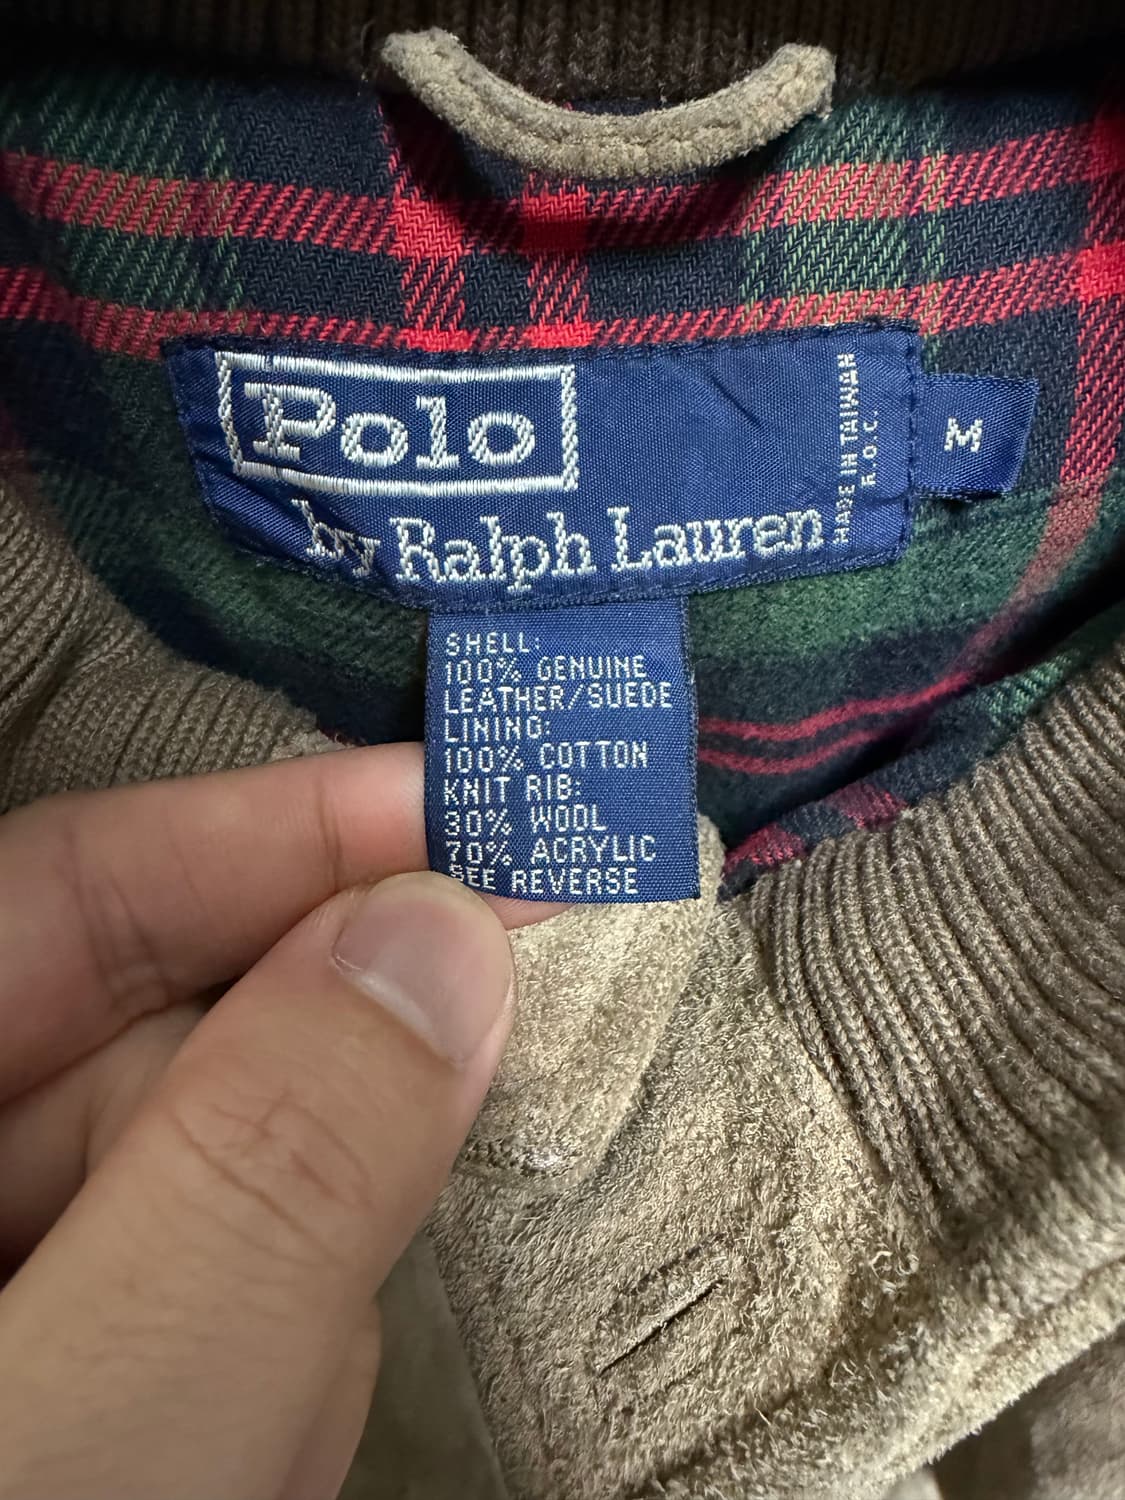 Polo
by Ralph Lauren
MADE IN TAIWAN
R.O.C.
M
SHELL:
100% GENUINE
LEATHER/SUEDE
LINING:
100% COTTON
KNIT RIB:
30% WOOL
70% ACRYLIC
SEE REVERSE